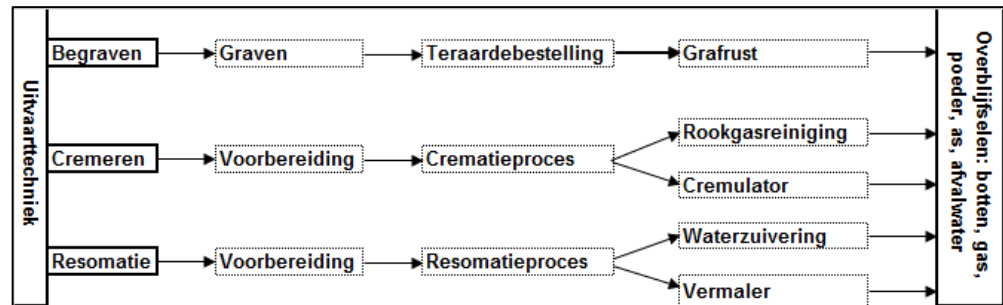 Uitvaarttechniek
Begraven
Graven
Teraardebestelling
Grafrust
Cremeren
Voorbereiding
Crematieproces
Rookgasreiniging
Cremulator
Resomatie
Voorbereiding
Resomatieproces
Waterzuivering
Vermaler
Overblijfselen: botten, gas,
poeder, as, afvalwater